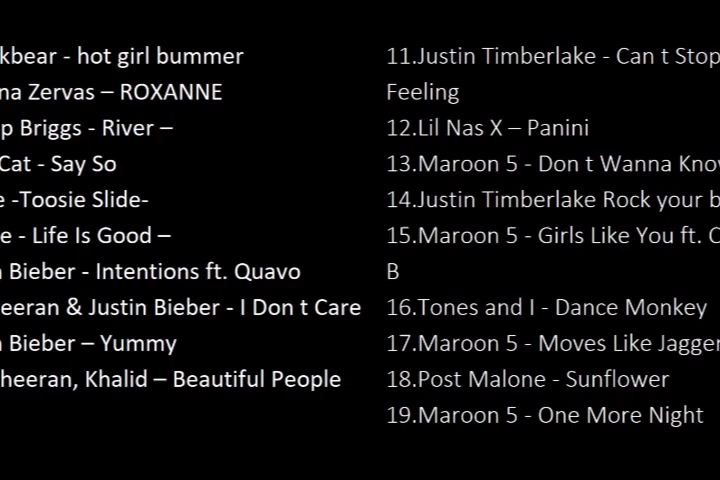 kbear - hot girl bummer
na Zervas – ROXANNE
p Briggs - River –
Cat - Say So
e -Toosie Slide-
e - Life Is Good –
n Bieber - Intentions ft. Quavo
eeran & Justin Bieber - I Don t Care
n Bieber – Yummy
heeran, Khalid – Beautiful People
11.Justin Timberlake - Can t Stop
Feeling
12.Lil Nas X – Panini
13.Maroon 5 - Don t Wanna Know
14.Justin Timberlake Rock your b
15.Maroon 5 - Girls Like You ft. C
B
16.Tones and I - Dance Monkey
17.Maroon 5 - Moves Like Jagger
18.Post Malone - Sunflower
19.Maroon 5 - One More Night